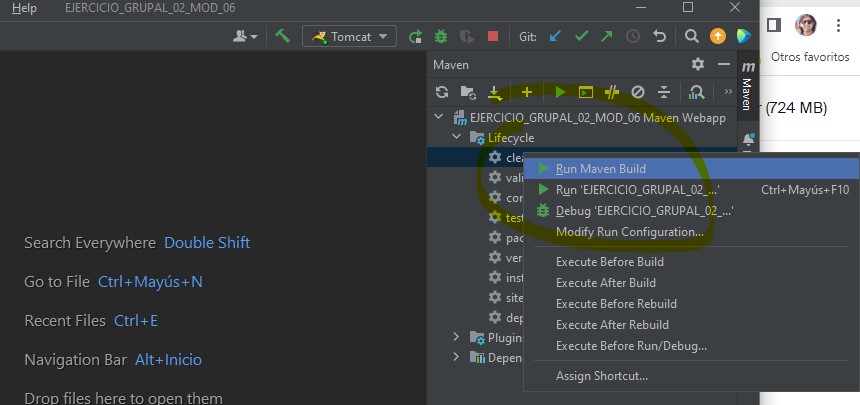 Help EJERCICIO_GRUPAL_02_MOD_06
Tomcat Git:
Otros favoritos
Maven
m
Maven
(724 MB)
EJERCICIO_GRUPAL_02_MOD_06 Maven Webapp
Lifecycle
clea
vali
test
pac
ver
inst
site
dep
Plugins
Depend
Run Maven Build
Run 'EJERCICIO_GRUPAL_02_...' Ctrl+Mayús+F10
Debug 'EJERCICIO_GRUPAL_02_...'
Modify Run Configuration...
Execute Before Build
Execute After Build
Execute Before Rebuild
Execute After Rebuild
Execute Before Run/Debug...
Assign Shortcut...
Search Everywhere Double Shift
Go to File Ctrl+Mayús+N
Recent Files Ctrl+E
Navigation Bar Alt+Inicio
Drop files here to open them